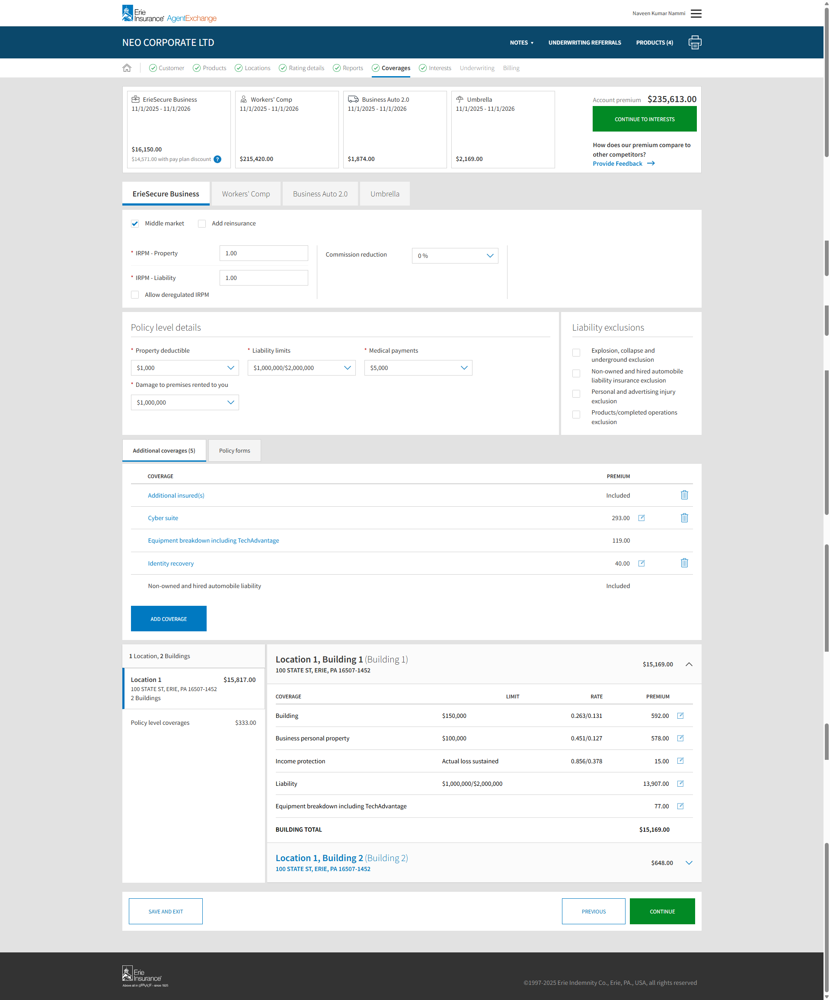 Erie
Insurance® AgentExchange
Naveen Kumar Nammi
NEO CORPORATE LTD
NOTES ▾ UNDERWRITING REFERRALS PRODUCTS (4)
Customer Products Locations Rating details Reports Coverages Interests Underwriting Billing
ErieSecure Business
11/1/2025 - 11/1/2026
$16,150.00
$14,571.00 with pay plan discount ?
Workers' Comp
11/1/2025 - 11/1/2026
$215,420.00
Business Auto 2.0
11/1/2025 - 11/1/2026
$1,874.00
Umbrella
11/1/2025 - 11/1/2026
$2,169.00
Account premium $235,613.00
CONTINUE TO INTERESTS
How does our premium compare to
other competitors?
Provide Feedback →
ErieSecure Business Workers' Comp Business Auto 2.0 Umbrella
Middle market Add reinsurance
* IRPM - Property 1.00
Commission reduction 0 %
* IRPM - Liability 1.00
Allow deregulated IRPM
Policy level details
* Property deductible * Liability limits * Medical payments
$1,000 $1,000,000/$2,000,000 $5,000
* Damage to premises rented to you
$1,000,000
Liability exclusions
Explosion, collapse and
underground exclusion
Non-owned and hired automobile
liability insurance exclusion
Personal and advertising injury
exclusion
Products/completed operations
exclusion
Additional coverages (5) Policy forms
COVERAGE PREMIUM
Additional insured(s) Included
Cyber suite 293.00
Equipment breakdown including TechAdvantage 119.00
Identity recovery 40.00
Non-owned and hired automobile liability Included
ADD COVERAGE
1 Location, 2 Buildings
Location 1 $15,817.00
100 STATE ST, ERIE, PA 16507-1452
2 Buildings
Policy level coverages $333.00
Location 1, Building 1 (Building 1)
100 STATE ST, ERIE, PA 16507-1452
$15,169.00
COVERAGE LIMIT RATE PREMIUM
Building $150,000 0.263/0.131 592.00
Business personal property $100,000 0.451/0.127 578.00
Income protection Actual loss sustained 0.856/0.378 15.00
Liability $1,000,000/$2,000,000 13,907.00
Equipment breakdown including TechAdvantage 77.00
BUILDING TOTAL $15,169.00
Location 1, Building 2 (Building 2)
100 STATE ST, ERIE, PA 16507-1452
$648.00
SAVE AND EXIT PREVIOUS CONTINUE
Erie
Insurance®
Above all in SERVICE® - since 1925
©1997-2025 Erie Indemnity Co., Erie, PA., USA, all rights reserved